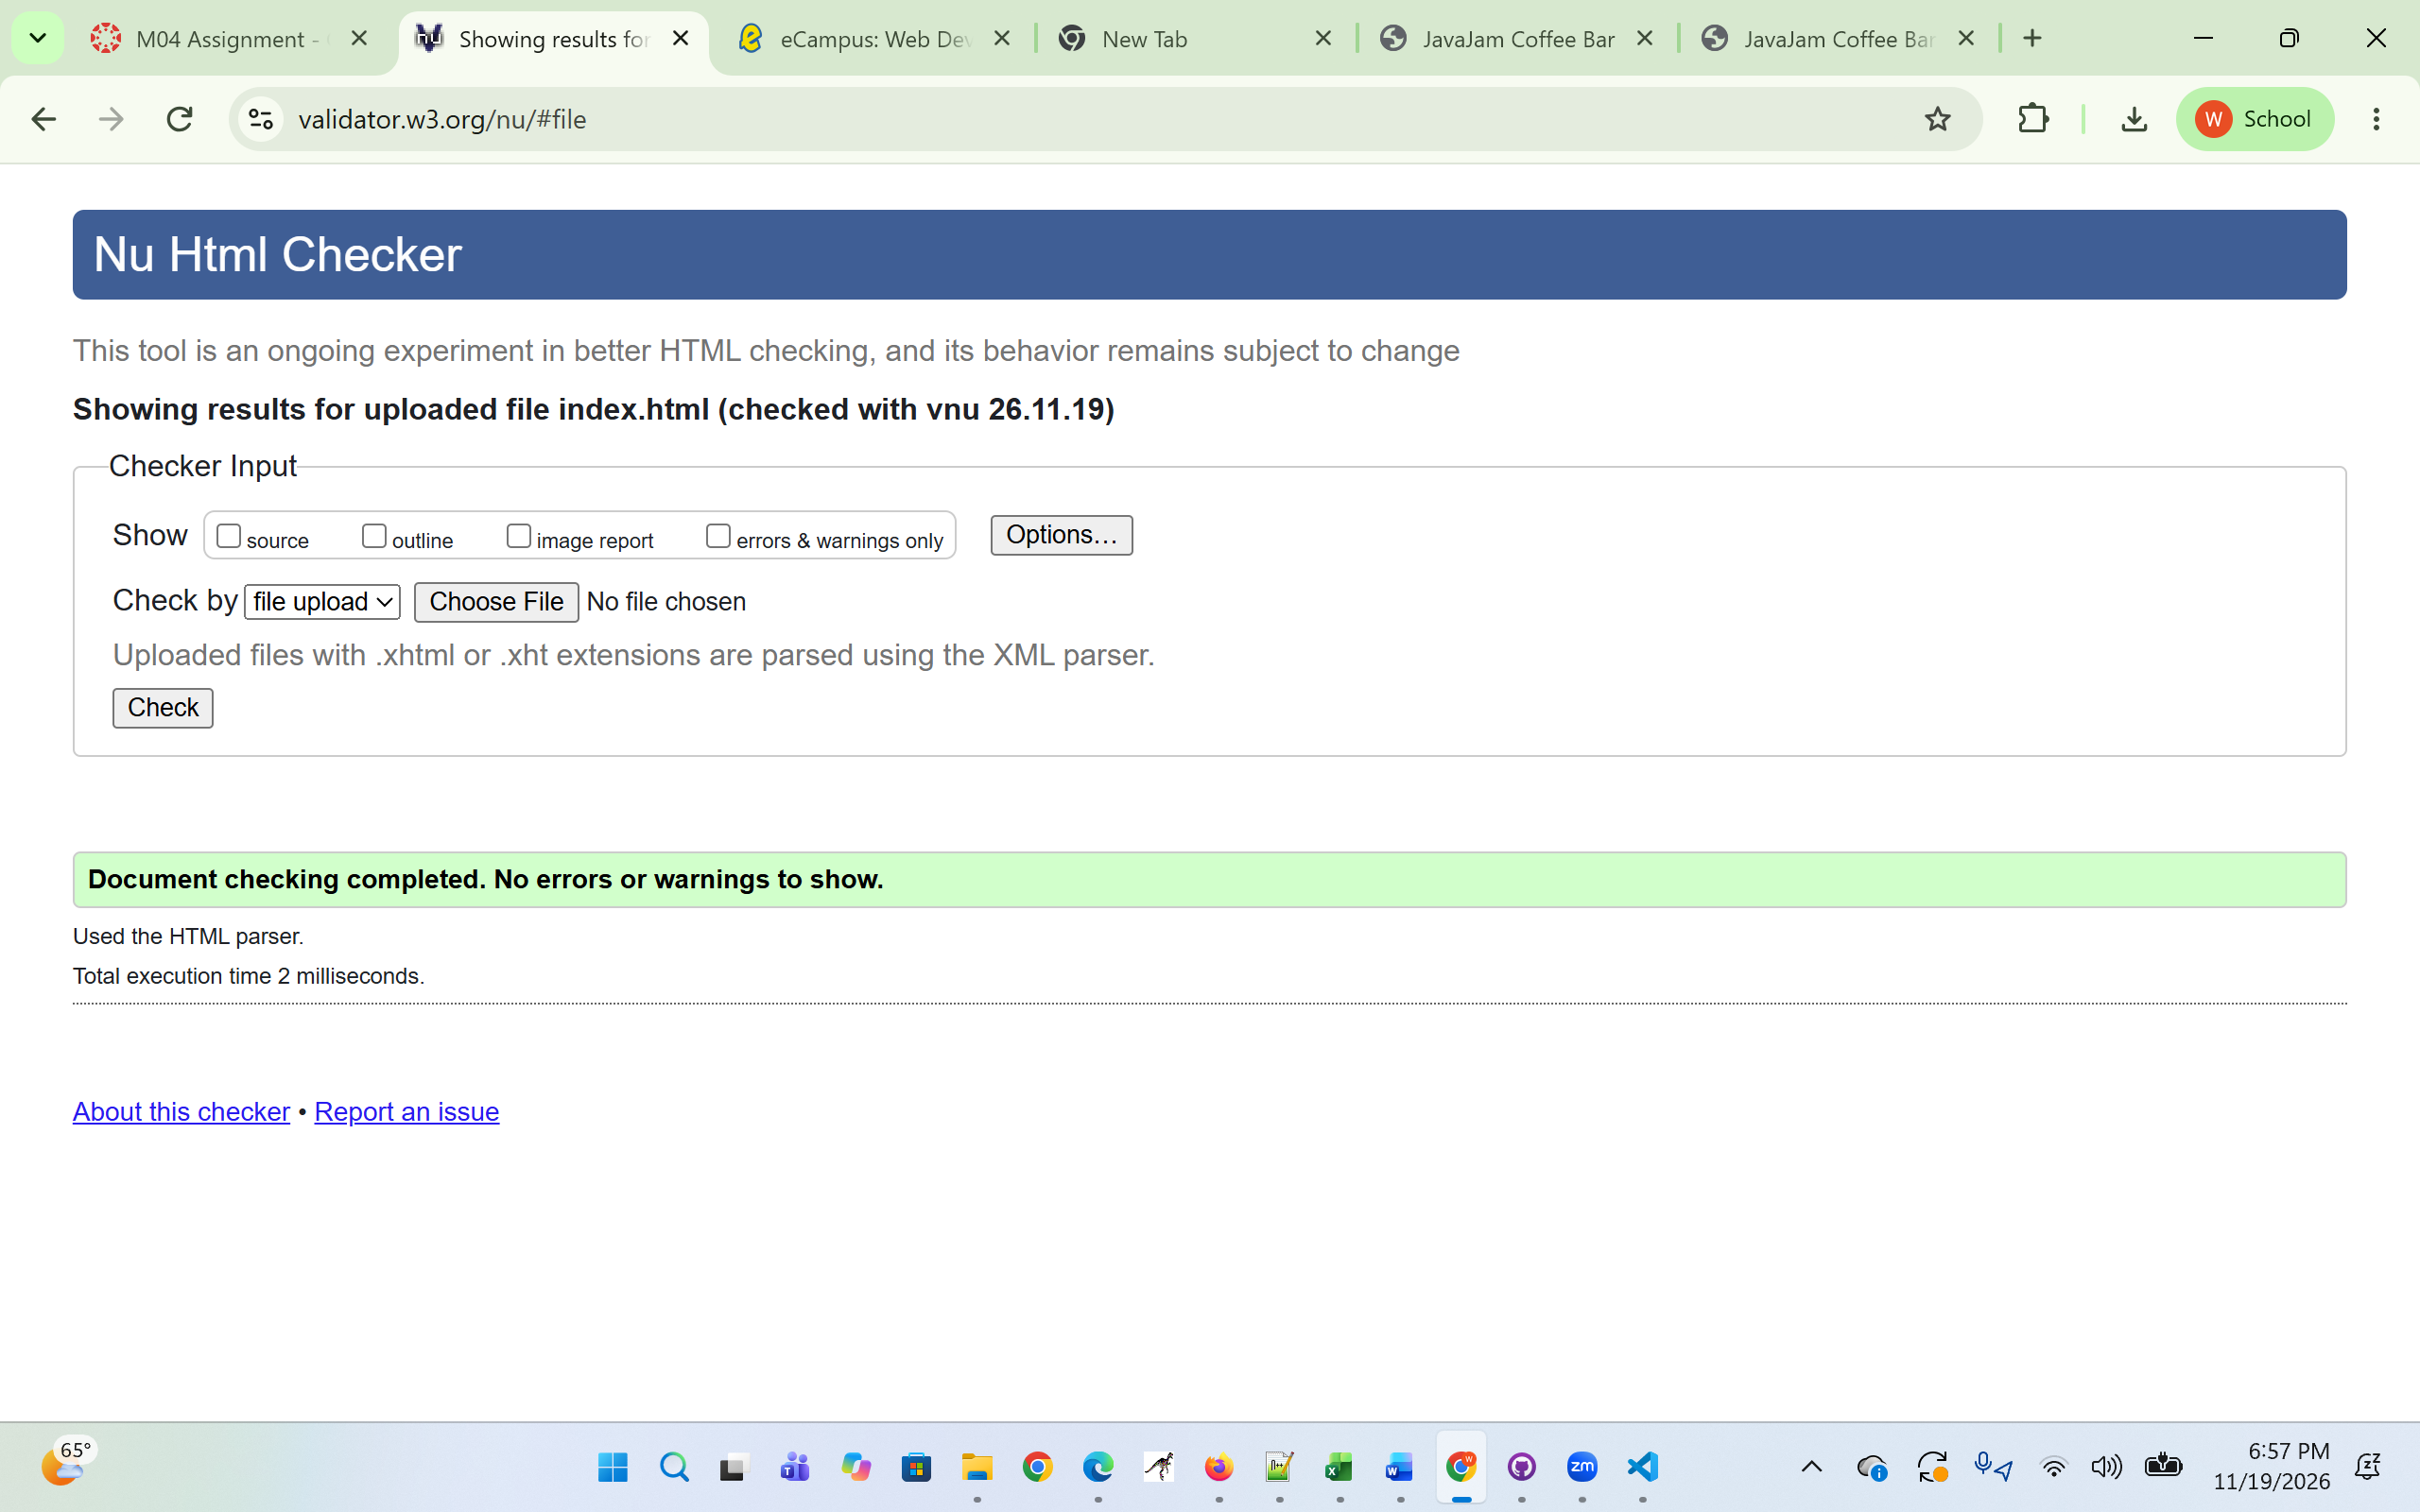 M04 Assignment -
Showing results for
eCampus: Web Dev
New Tab
JavaJam Coffee Bar
JavaJam Coffee Bar
validator.w3.org/nu/#file
W School
Nu Html Checker
This tool is an ongoing experiment in better HTML checking, and its behavior remains subject to change
Showing results for uploaded file index.html (checked with vnu 26.11.19)
Checker Input
Show source outline image report errors & warnings only Options…
Check by file upload Choose File No file chosen
Uploaded files with .xhtml or .xht extensions are parsed using the XML parser.
Check
Document checking completed. No errors or warnings to show.
Used the HTML parser.
Total execution time 2 milliseconds.
About this checker • Report an issue
65°
zm
6:57 PM
11/19/2026